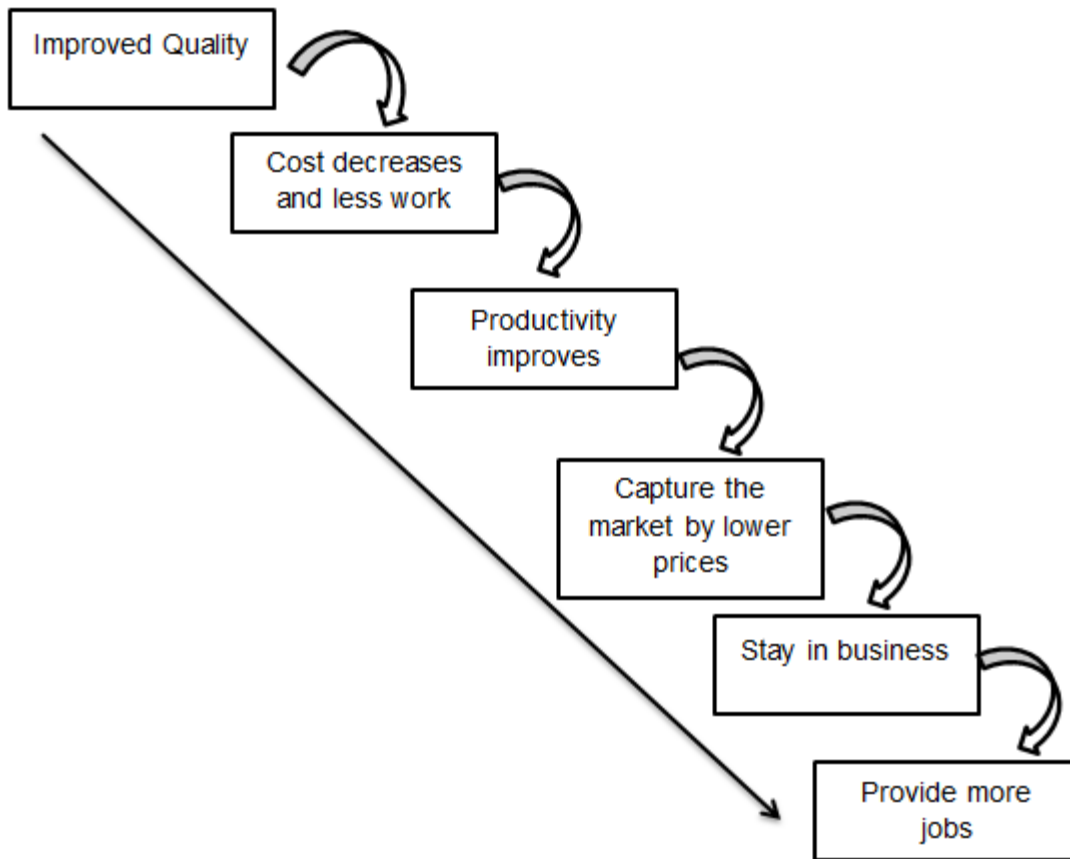 Improved Quality
Cost decreases
and less work
Productivity
improves
Capture the
market by lower
prices
Stay in business
Provide more
jobs